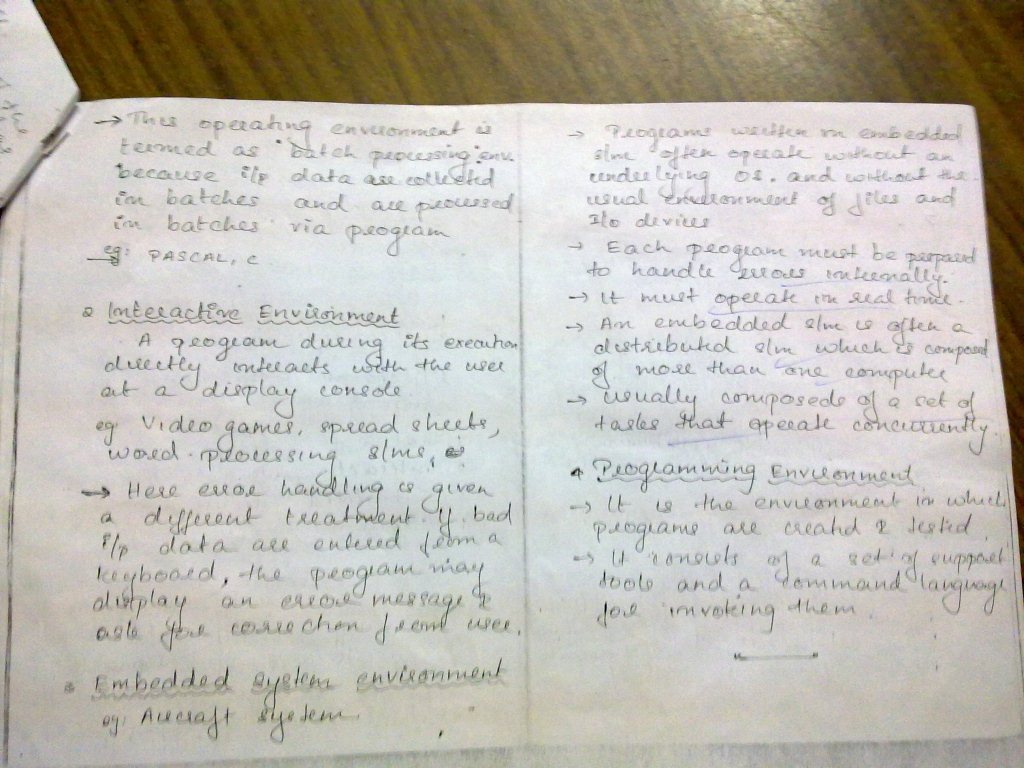 → This operating environment is
termed as "batch processing" env.
because i/p data are collected
in batches and are processed
in batches via program
eg: PASCAL, C
Interactive Environment
A program during its execution
directly interacts with the user
at a display console
eg Video games, spread sheets,
word processing s/ms,
→ Here error handling is given
a different treatment. If bad
i/p data are entered from a
keyboard, the program may
display an error message &
ask for correction from user.
Embedded system environment
eg: Aircraft system.
→ Programs written in embedded
s/m often operate without an
underlying OS. and without the
usual environment of files and
I/o devices
→ Each program must be prepared
to handle errors internally.
→ It must operate in real time.
→ An embedded s/m is often a
distributed s/m which is composed
of more than one computer
→ usually composede of a set of
tasks that operate concurrently.
Programming Environment
→ It is the environment in which
programs are created & tested
→ It consists of a set of support
tools and a command language
for invoking them.